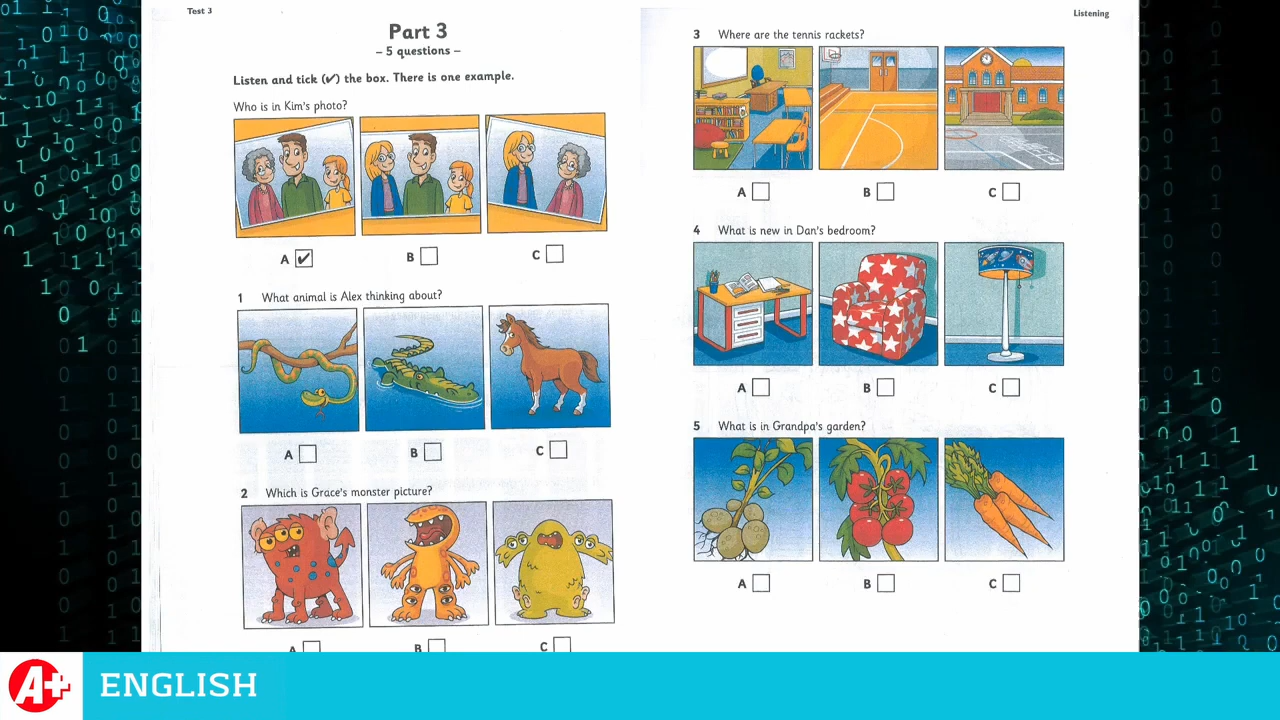 Test 3
Part 3
– 5 questions –
Listen and tick (✔) the box. There is one example.
Who is in Kim's photo?
A ✔ B C
1 What animal is Alex thinking about?
A B C
2 Which is Grace's monster picture?
A B C
Listening
3 Where are the tennis rackets?
A B C
4 What is new in Dan's bedroom?
A B C
5 What is in Grandpa's garden?
A B C
A+ ENGLISH